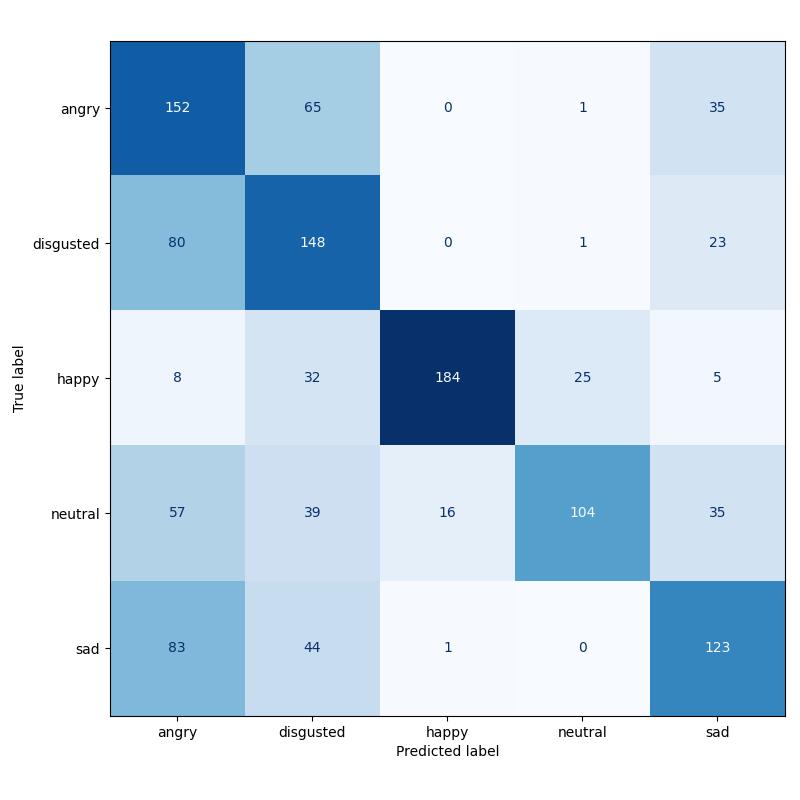 angry 152 65 0 1 35
disgusted 80 148 0 1 23
happy 8 32 184 25 5
neutral 57 39 16 104 35
sad 83 44 1 0 123
True label
angry disgusted happy neutral sad
Predicted label